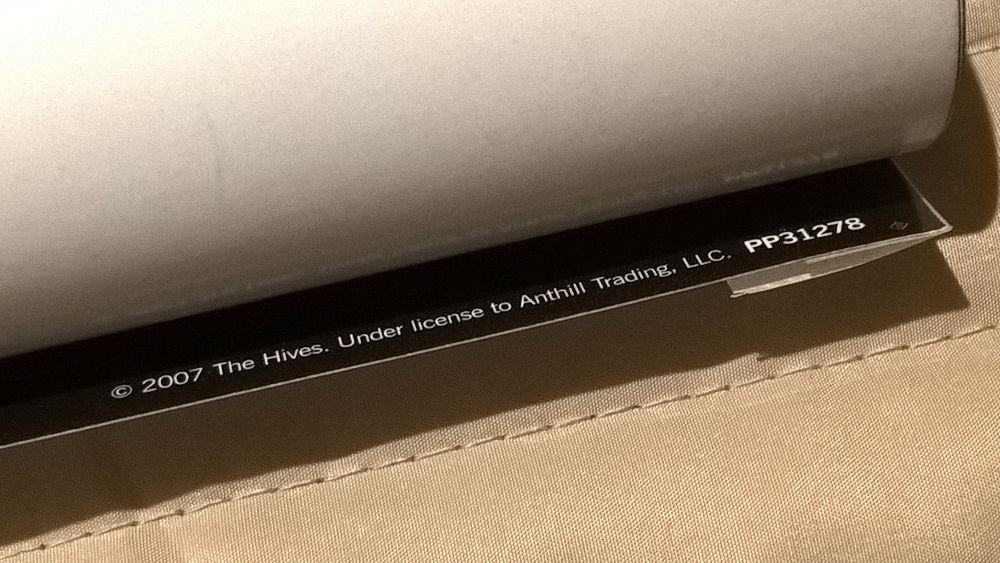 © 2007 The Hives. Under license to Anthill Trading, LLC. PP31278